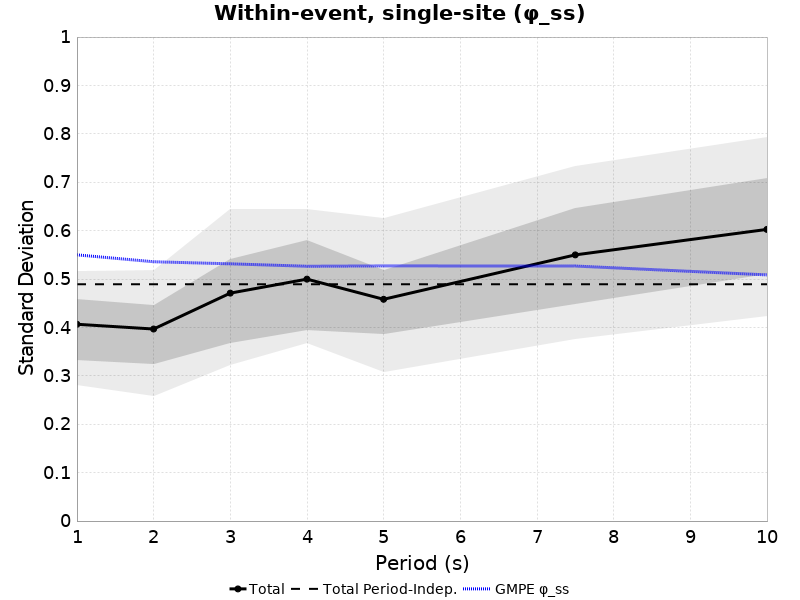 Within-event, single-site (φ_ss)
Standard Deviation
1
0.9
0.8
0.7
0.6
0.5
0.4
0.3
0.2
0.1
0
1 2 3 4 5 6 7 8 9 10
Period (s)
Total Total Period-Indep. GMPE φ_ss